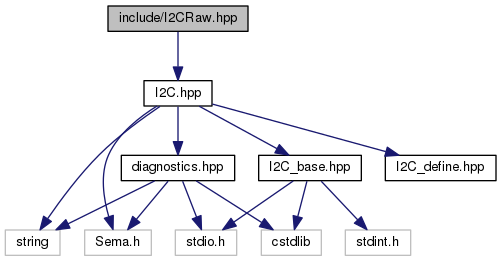 include/I2CRaw.hpp
I2C.hpp
diagnostics.hpp
I2C_base.hpp
I2C_define.hpp
string
Sema.h
stdio.h
cstdlib
stdint.h